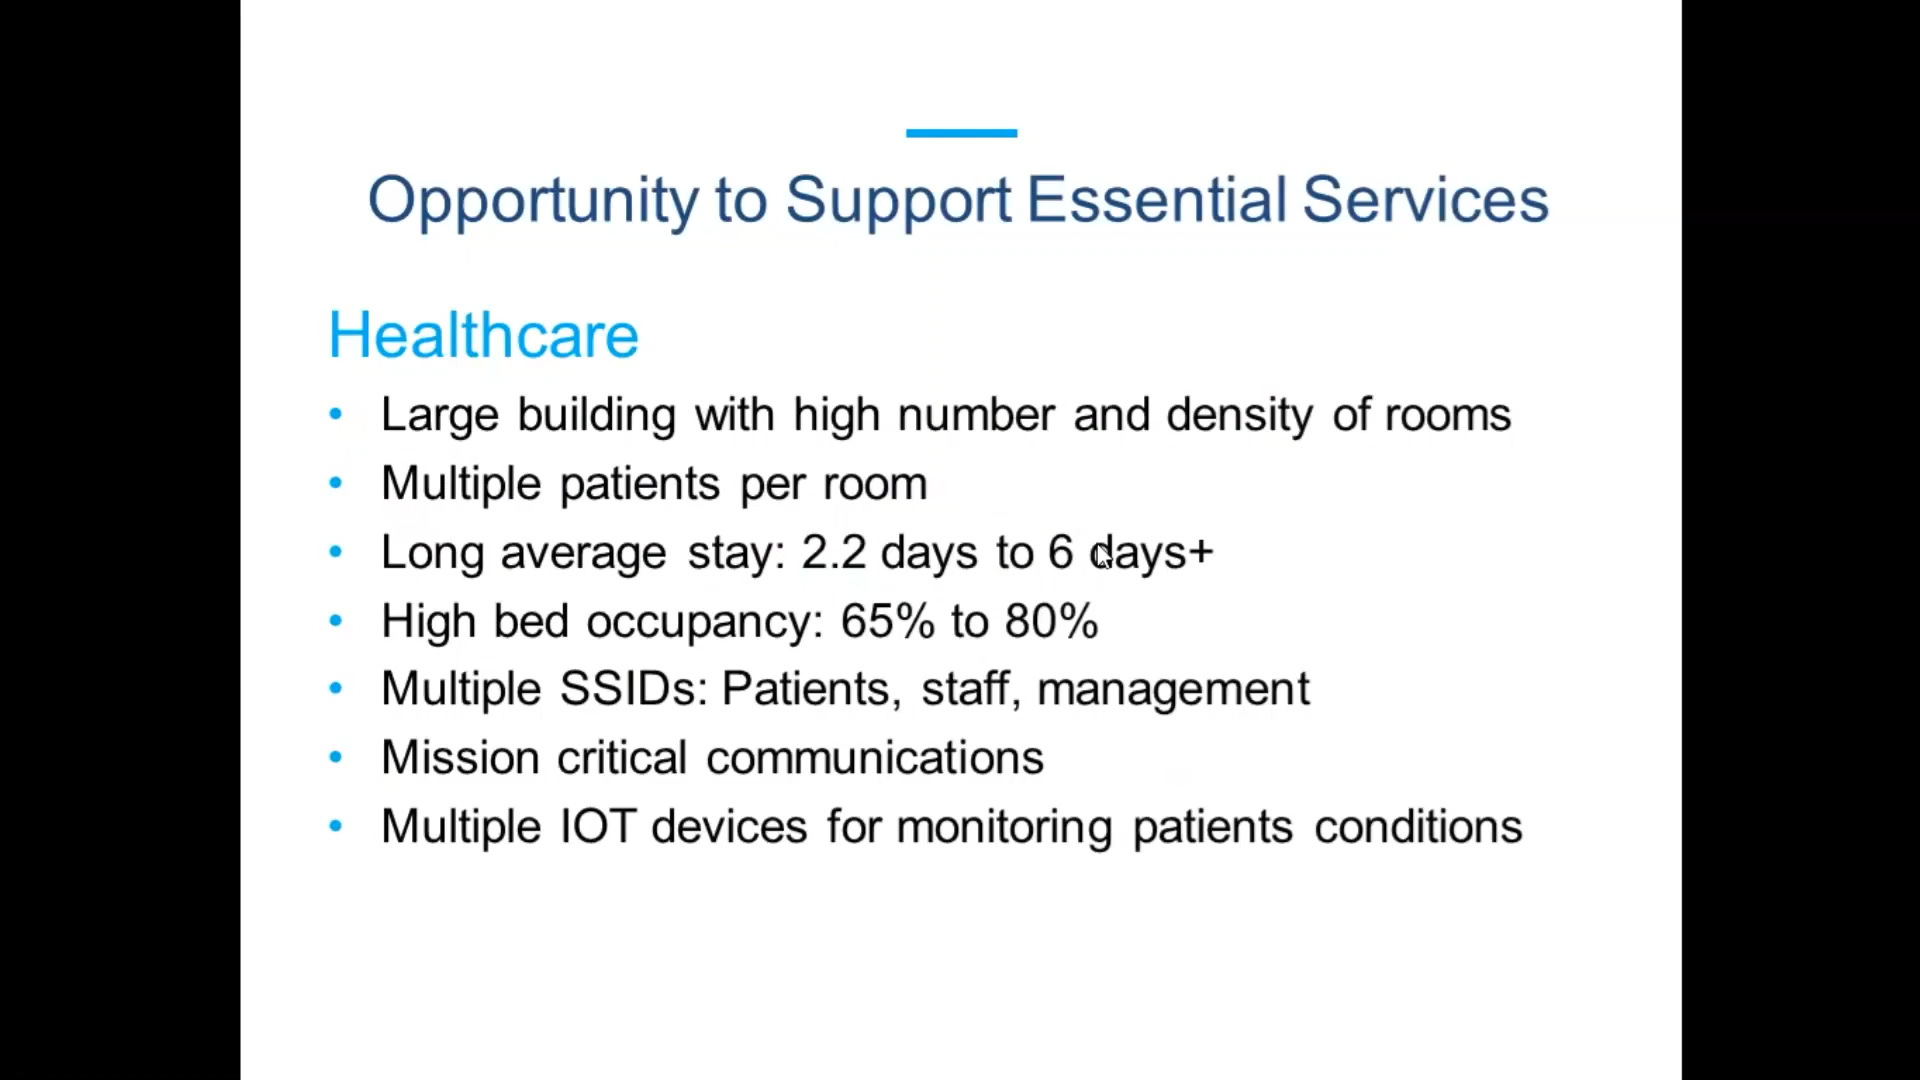 Opportunity to Support Essential Services
Healthcare
• Large building with high number and density of rooms
• Multiple patients per room
• Long average stay: 2.2 days to 6 days+
• High bed occupancy: 65% to 80%
• Multiple SSIDs: Patients, staff, management
• Mission critical communications
• Multiple IOT devices for monitoring patients conditions